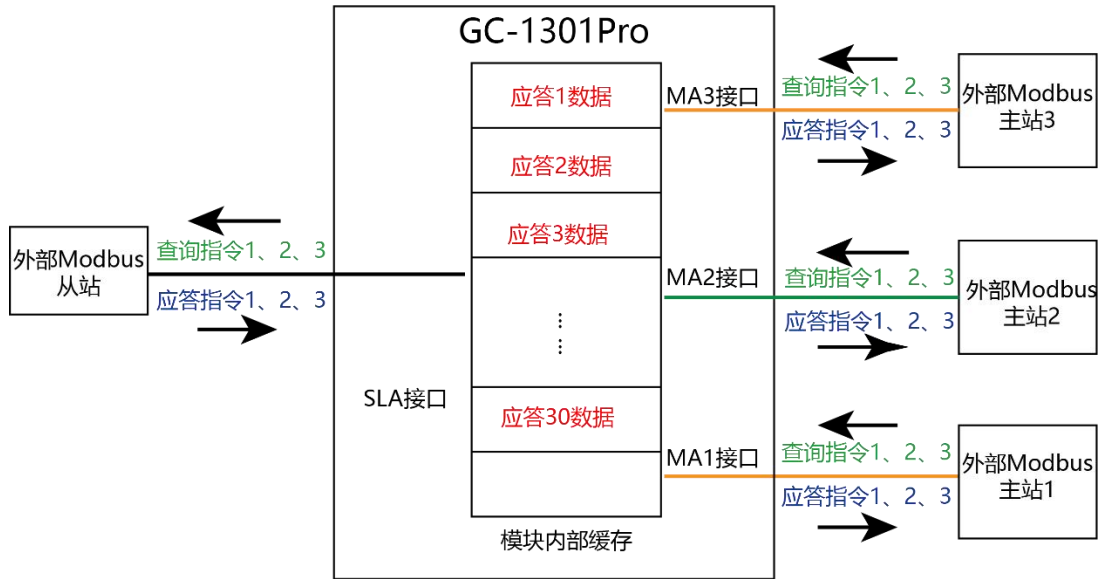 GC-1301Pro
应答1数据
应答2数据
应答3数据
⋮
应答30数据
模块内部缓存
外部Modbus
从站
查询指令1、2、3
应答指令1、2、3
SLA接口
MA3接口
查询指令1、2、3
应答指令1、2、3
外部Modbus
主站3
MA2接口
查询指令1、2、3
应答指令1、2、3
外部Modbus
主站2
MA1接口
查询指令1、2、3
应答指令1、2、3
外部Modbus
主站1